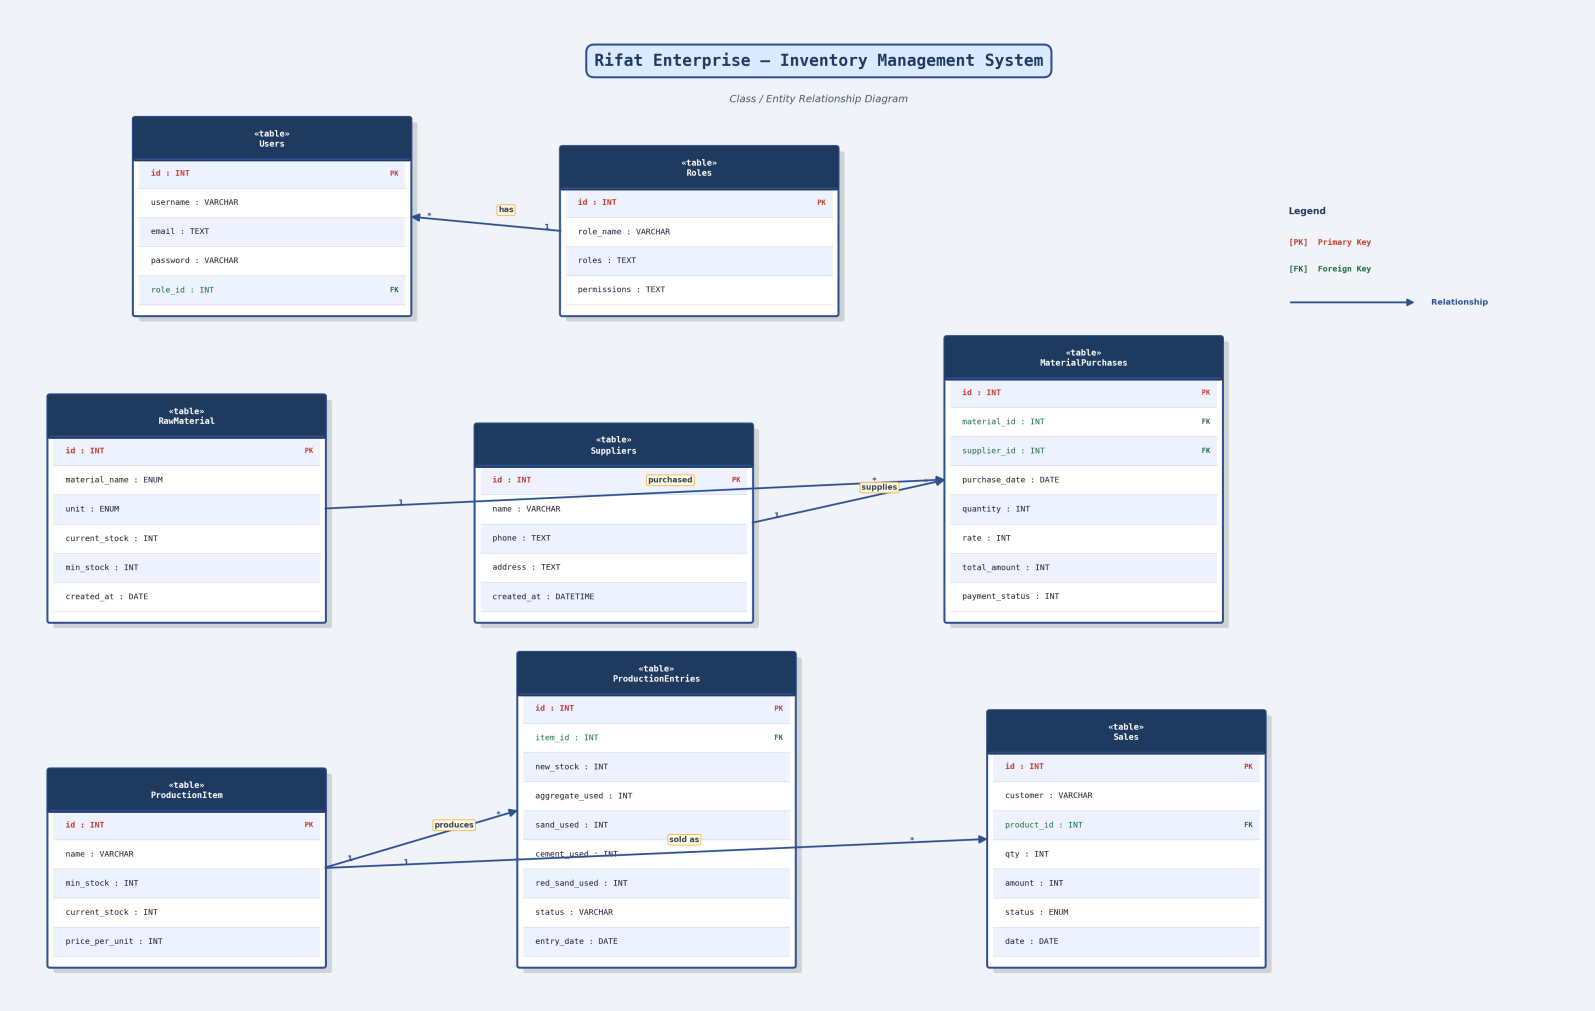 Rifat Enterprise — Inventory Management System
Class / Entity Relationship Diagram
«table»
Users
id : INT PK
username : VARCHAR
email : TEXT
password : VARCHAR
role_id : INT FK
has
*
1
«table»
Roles
id : INT PK
role_name : VARCHAR
roles : TEXT
permissions : TEXT
Legend
[PK] Primary Key
[FK] Foreign Key
Relationship
«table»
RawMaterial
id : INT PK
material_name : ENUM
unit : ENUM
current_stock : INT
min_stock : INT
created_at : DATE
1
purchased
*
«table»
Suppliers
id : INT PK
name : VARCHAR
phone : TEXT
address : TEXT
created_at : DATETIME
1
supplies
*
«table»
MaterialPurchases
id : INT PK
material_id : INT FK
supplier_id : INT FK
purchase_date : DATE
quantity : INT
rate : INT
total_amount : INT
payment_status : INT
«table»
ProductionItem
id : INT PK
name : VARCHAR
min_stock : INT
current_stock : INT
price_per_unit : INT
1
produces
*
1
sold as
*
«table»
ProductionEntries
id : INT PK
item_id : INT FK
new_stock : INT
aggregate_used : INT
sand_used : INT
cement_used : INT
red_sand_used : INT
status : VARCHAR
entry_date : DATE
«table»
Sales
id : INT PK
customer : VARCHAR
product_id : INT FK
qty : INT
amount : INT
status : ENUM
date : DATE